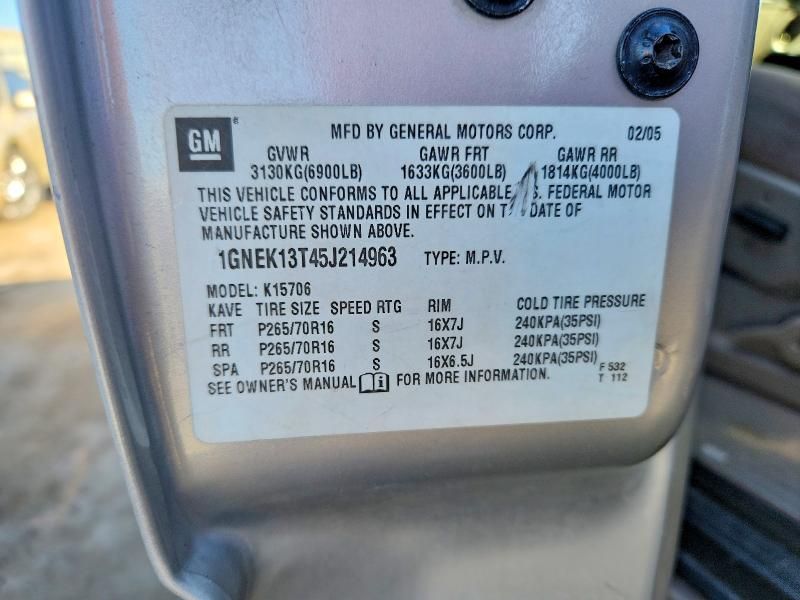 GM ® MFD BY GENERAL MOTORS CORP. 02/05
GVWR GAWR FRT GAWR RR
3130KG(6900LB) 1633KG(3600LB) 1814KG(4000LB)
THIS VEHICLE CONFORMS TO ALL APPLICABLE .S. FEDERAL MOTOR
VEHICLE SAFETY STANDARDS IN EFFECT ON DATE OF
MANUFACTURE SHOWN ABOVE.
1GNEK13T45J214963 TYPE: M.P.V.
MODEL: K15706
KAVE TIRE SIZE SPEED RTG RIM COLD TIRE PRESSURE
FRT P265/70R16 S 16X7J 240KPA(35PSI)
RR P265/70R16 S 16X7J 240KPA(35PSI)
SPA P265/70R16 S 16X6.5J 240KPA(35PSI)
F 532
SEE OWNER'S MANUAL FOR MORE INFORMATION. T 112